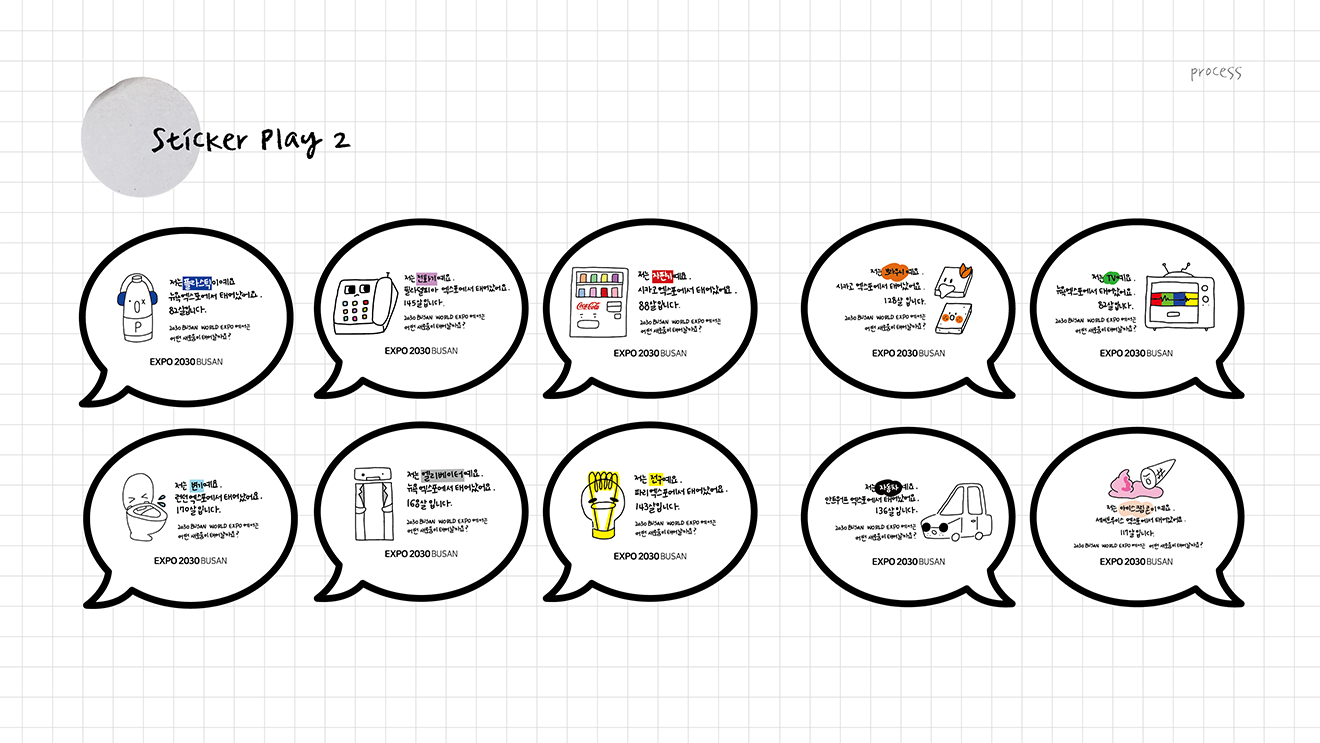 process
Sticker Play 2
저는 플라스틱이예요.
뉴욕 엑스포에서 태어났어요.
82살입니다.
2030 BUSAN WORLD EXPO 에서는
어떤 새로움이 태어날까요?
EXPO 2030 BUSAN
저는 전화기예요.
필라델피아 엑스포에서 태어났어요.
145살입니다.
2030 BUSAN WORLD EXPO 에서는
어떤 새로움이 태어날까요?
EXPO 2030 BUSAN
저는 자판기예요.
시카고 엑스포에서 태어났어요.
88살입니다.
2030 BUSAN WORLD EXPO 에서는
어떤 새로움이 태어날까요?
EXPO 2030 BUSAN
Coca-Cola
저는
예요.
시카고 엑스포에서 태어났어요.
128살 입니다.
2030 BUSAN WORLD EXPO 에서는
어떤 새로움이 태어날까요?
EXPO 2030 BUSAN
저는 TV예요.
뉴욕엑스포에서 태어났어요.
82살입니다.
2030 BUSAN WORLD EXPO 에서는
어떤 새로움이 태어날까요?
EXPO 2030 BUSAN
P
저는 변기예요.
런던엑스포에서 태어났어요.
170살입니다.
2030 BUSAN WORLD EXPO 에서는
어떤 새로움이 태어날까요?
EXPO 2030 BUSAN
저는 엘리베이터예요.
뉴욕 엑스포에서 태어났어요.
168살 입니다.
2030 BUSAN WORLD EXPO 에서는
어떤 새로움이 태어날까요?
EXPO 2030 BUSAN
저는 전구예요.
파리 엑스포에서 태어났어요.
143살입니다.
2030 BUSAN WORLD EXPO 에서는
어떤 새로움이 태어날까요?
EXPO 2030 BUSAN
저는 자동차예요.
안트워프 엑스포에서 태어났어요.
136살입니다.
2030 BUSAN WORLD EXPO 에서는
어떤 새로움이 태어날까요?
EXPO 2030 BUSAN
저는 아이스크림콘이예요.
세인트루이스 엑스포에서 태어났어요.
117살입니다.
2030 BUSAN WORLD EXPO 에서는 어떤 새로움이 태어날까요?
EXPO 2030 BUSAN